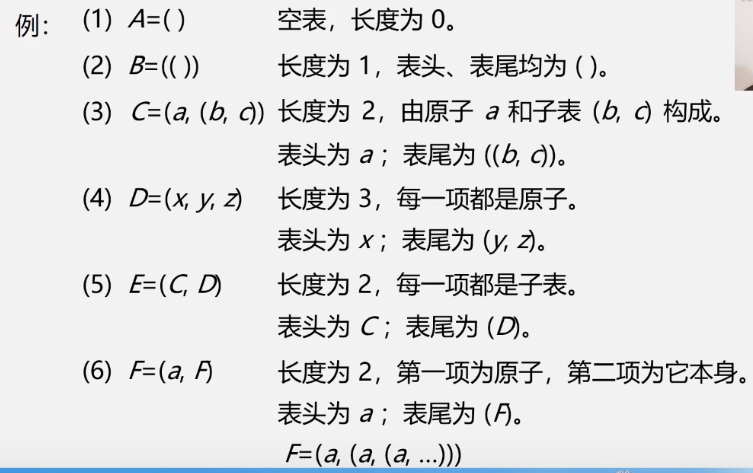 例： (1) A=( ) 空表，长度为 0。
(2) B=(( )) 长度为 1，表头、表尾均为 ( )。
(3) C=(a, (b, c)) 长度为 2，由原子 a 和子表 (b, c) 构成。
表头为 a ；表尾为 ((b, c))。
(4) D=(x, y, z) 长度为 3，每一项都是原子。
表头为 x ；表尾为 (y, z)。
(5) E=(C, D) 长度为 2，每一项都是子表。
表头为 C ；表尾为 (D)。
(6) F=(a, F) 长度为 2，第一项为原子，第二项为它本身。
表头为 a ；表尾为 (F)。
F=(a, (a, (a, …)))